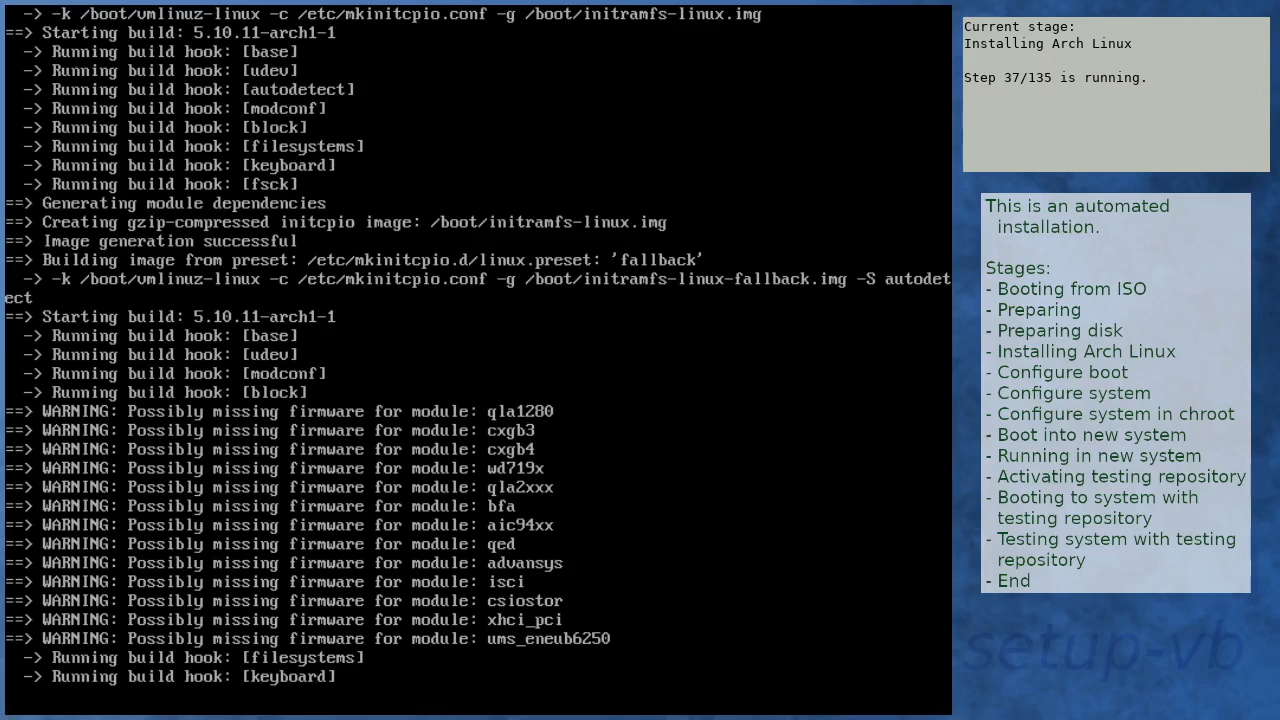 -> -k /boot/vmlinuz-linux -c /etc/mkinitcpio.conf -g /boot/initramfs-linux.img
==> Starting build: 5.10.11-arch1-1
-> Running build hook: [base]
-> Running build hook: [udev]
-> Running build hook: [autodetect]
-> Running build hook: [modconf]
-> Running build hook: [block]
-> Running build hook: [filesystems]
-> Running build hook: [keyboard]
-> Running build hook: [fsck]
==> Generating module dependencies
==> Creating gzip-compressed initcpio image: /boot/initramfs-linux.img
==> Image generation successful
==> Building image from preset: /etc/mkinitcpio.d/linux.preset: 'fallback'
-> -k /boot/vmlinuz-linux -c /etc/mkinitcpio.conf -g /boot/initramfs-linux-fallback.img -S autodet
ect
==> Starting build: 5.10.11-arch1-1
-> Running build hook: [base]
-> Running build hook: [udev]
-> Running build hook: [modconf]
-> Running build hook: [block]
==> WARNING: Possibly missing firmware for module: qla1280
==> WARNING: Possibly missing firmware for module: cxgb3
==> WARNING: Possibly missing firmware for module: cxgb4
==> WARNING: Possibly missing firmware for module: wd719x
==> WARNING: Possibly missing firmware for module: qla2xxx
==> WARNING: Possibly missing firmware for module: bfa
==> WARNING: Possibly missing firmware for module: aic94xx
==> WARNING: Possibly missing firmware for module: qed
==> WARNING: Possibly missing firmware for module: advansys
==> WARNING: Possibly missing firmware for module: isci
==> WARNING: Possibly missing firmware for module: csiostor
==> WARNING: Possibly missing firmware for module: xhci_pci
==> WARNING: Possibly missing firmware for module: ums_eneub6250
-> Running build hook: [filesystems]
-> Running build hook: [keyboard]
Current stage:
Installing Arch Linux
Step 37/135 is running.
This is an automated
installation.
Stages:
- Booting from ISO
- Preparing
- Preparing disk
- Installing Arch Linux
- Configure boot
- Configure system
- Configure system in chroot
- Boot into new system
- Running in new system
- Activating testing repository
- Booting to system with
testing repository
- Testing system with testing
repository
- End
setup-vb